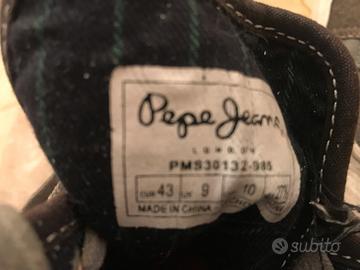 Pepe Jeans
LONDON
PMS30132-985
EUR 43 UK 9 10
MADE IN CHINA
subito